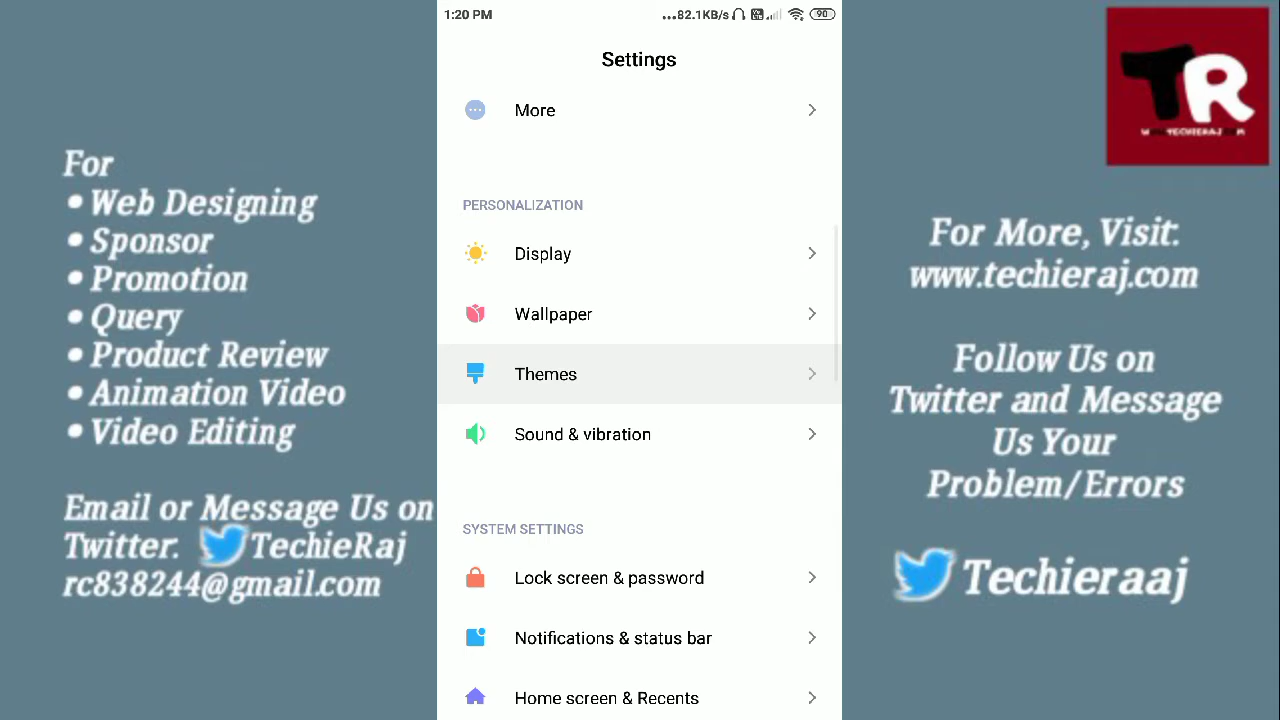 For
• Web Designing
• Sponsor
• Promotion
• Query
• Product Review
• Animation Video
• Video Editing
Email or Message Us on
Twitter. TechieRaj
rc838244@gmail.com
1:20 PM
...82.1KB/s
90
Settings
More
PERSONALIZATION
Display
Wallpaper
Themes
Sound & vibration
SYSTEM SETTINGS
Lock screen & password
Notifications & status bar
Home screen & Recents
TR
For More, Visit:
www.techieraj.com
Follow Us on
Twitter and Message
Us Your
Problem/Errors
Techieraaj